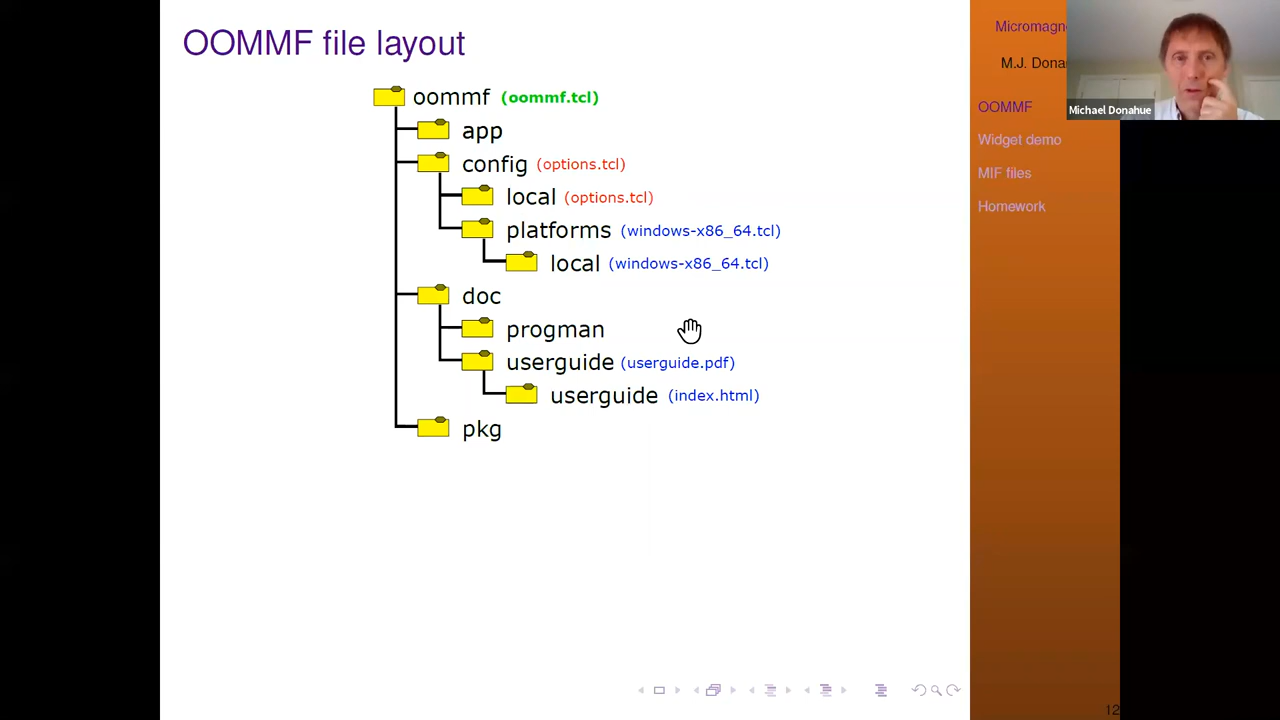 OOMMF file layout
oommf (oommf.tcl)
app
config (options.tcl)
local (options.tcl)
platforms (windows-x86_64.tcl)
local (windows-x86_64.tcl)
doc
progman
userguide (userguide.pdf)
userguide (index.html)
pkg
Michael Donahue
OOMMF
Widget demo
MIF files
Homework
12